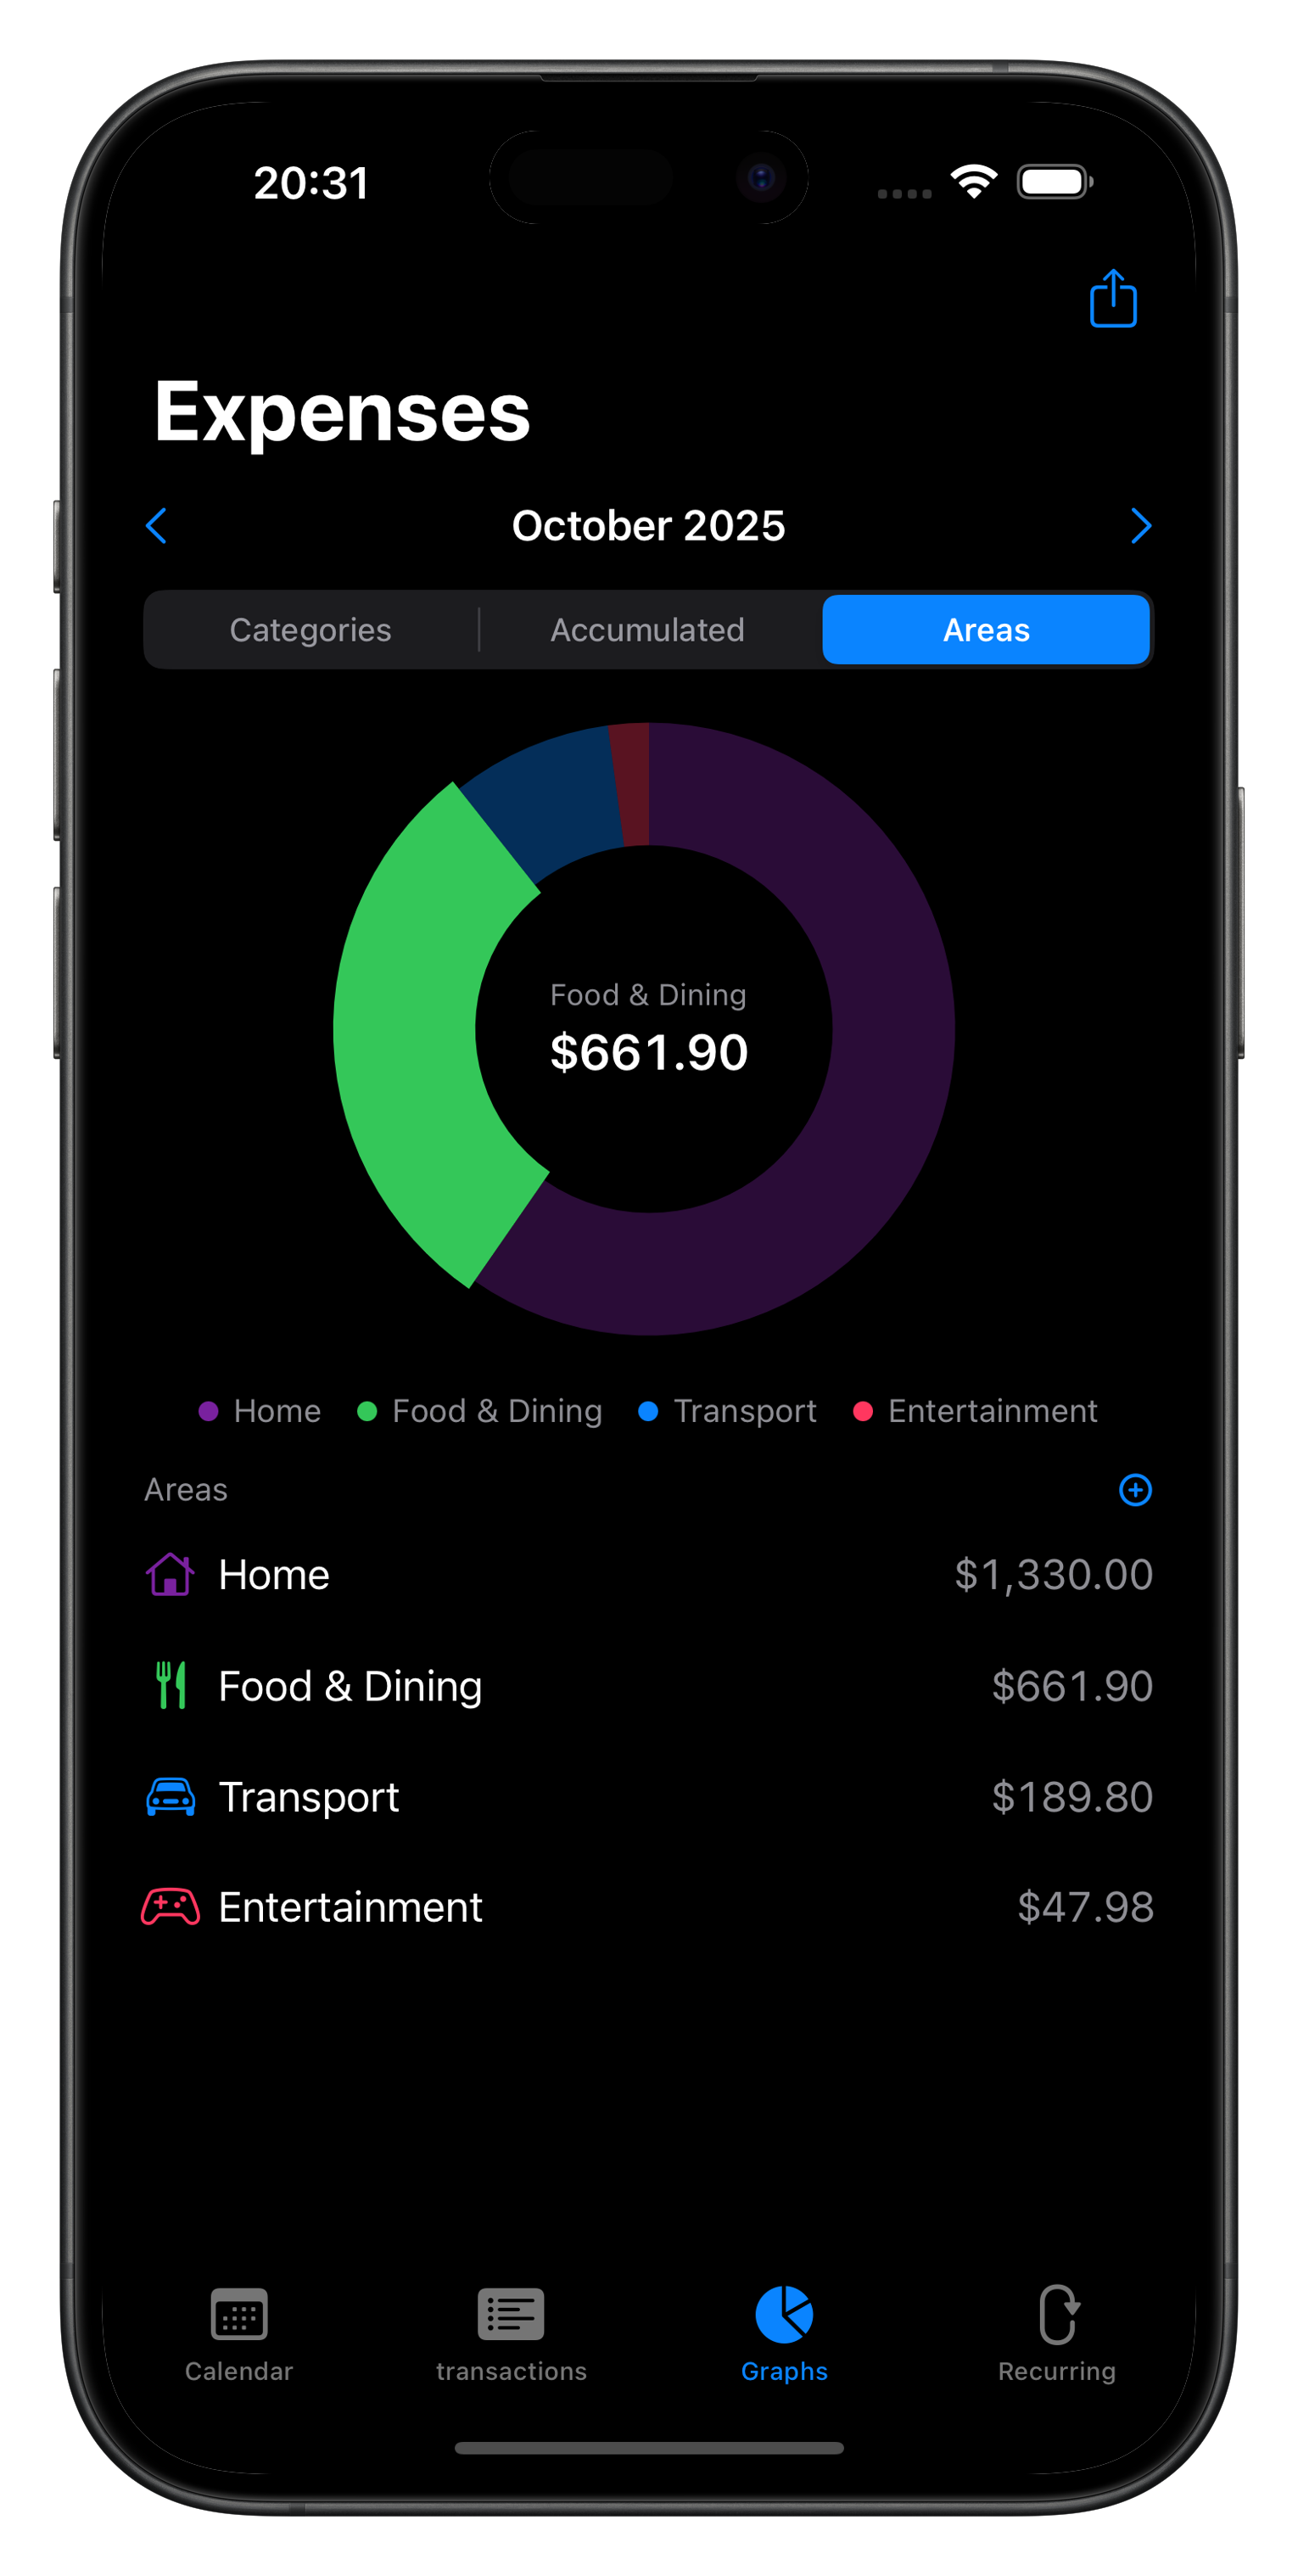 20:31
Expenses
October 2025
Categories Accumulated Areas
Food & Dining
$661.90
Home Food & Dining Transport Entertainment
Areas
Home $1,330.00
Food & Dining $661.90
Transport $189.80
Entertainment $47.98
Calendar transactions Graphs Recurring